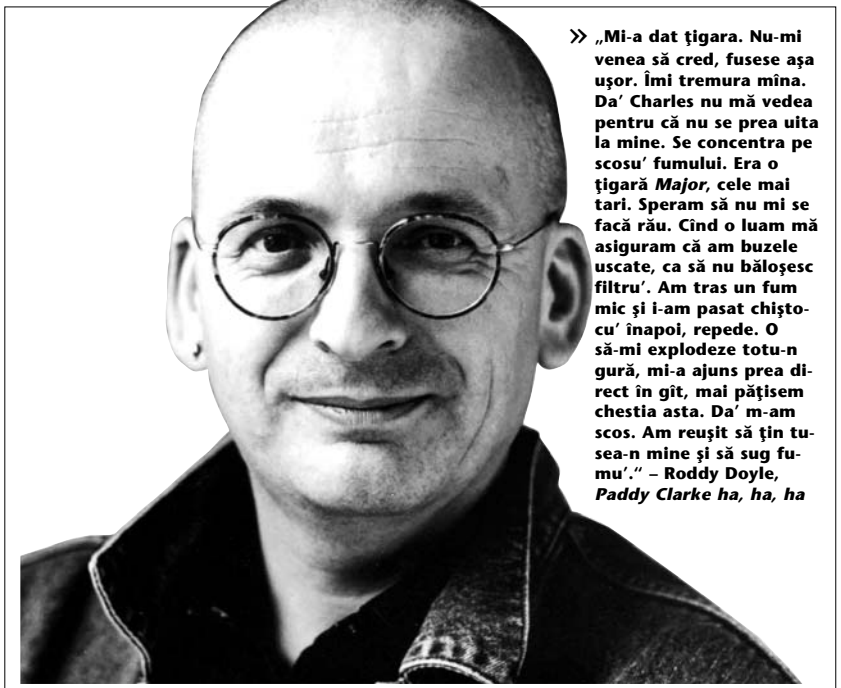 » „Mi-a dat ţigara. Nu-mi
venea să cred, fusese aşa
uşor. Îmi tremura mîna.
Da’ Charles nu mă vedea
pentru că nu se prea uita
la mine. Se concentra pe
scosu’ fumului. Era o
ţigară Major, cele mai
tari. Speram să nu mi se
facă rău. Cînd o luam mă
asiguram că am buzele
uscate, ca să nu băloşesc
filtru’. Am tras un fum
mic şi i-am pasat chişto-
cu’ înapoi, repede. O
să-mi explodeze totu-n
gură, mi-a ajuns prea di-
rect în gît, mai păţisem
chestia asta. Da’ m-am
scos. Am reuşit să ţin tu-
sea-n mine şi să sug fu-
mu’.“ – Roddy Doyle,
Paddy Clarke ha, ha, ha